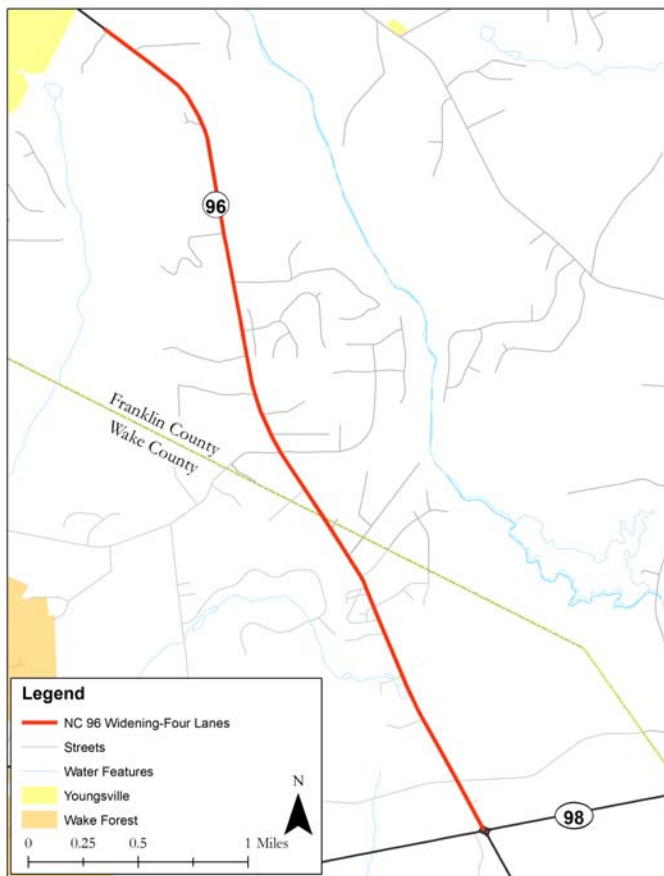 96
Franklin County
Wake County
Legend
NC 96 Widening-Four Lanes
Streets
Water Features
Youngsville
Wake Forest
N
0 0.25 0.5 1 Miles
98